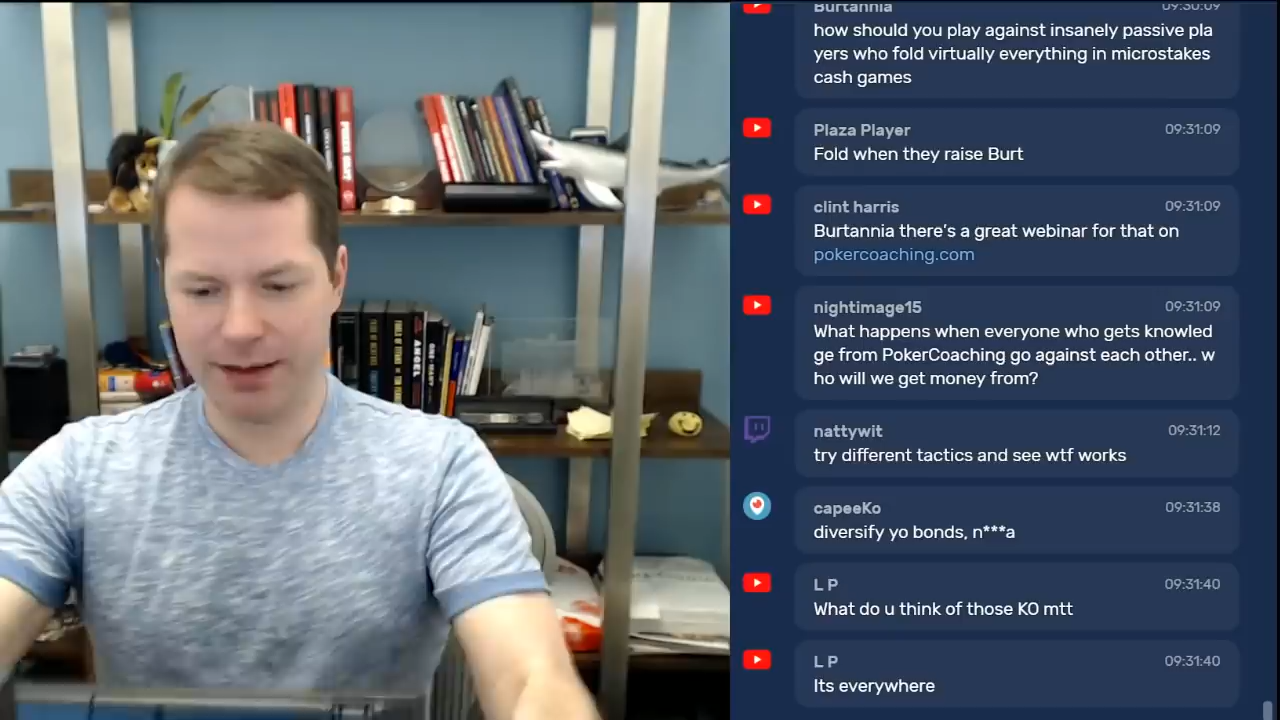 Burtannia
09:30:09
how should you play against insanely passive pla
yers who fold virtually everything in microstakes
cash games
Plaza Player
09:31:09
Fold when they raise Burt
clint harris
09:31:09
Burtannia there's a great webinar for that on
pokercoaching.com
nightimage15
09:31:09
What happens when everyone who gets knowled
ge from PokerCoaching go against each other.. w
ho will we get money from?
nattywit
09:31:12
try different tactics and see wtf works
capeeKo
09:31:38
diversify yo bonds, n***a
L P
09:31:40
What do u think of those KO mtt
L P
09:31:40
Its everywhere
ANGEL